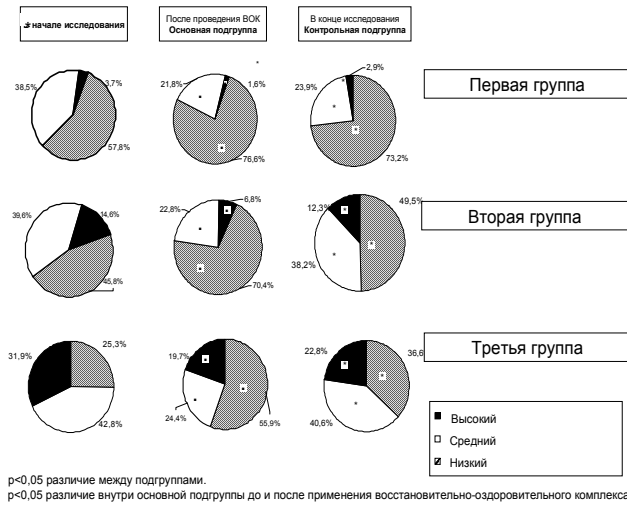 В начале исследования
После проведения ВОК
Основная подгруппа
В конце исследования
Контрольная подгруппа
38,5%
3,7%
57,8%
21,8%
1,6%
76,6%
23,9%
2,9%
73,2%
Первая группа
39,6%
14,6%
45,8%
22,8%
6,8%
70,4%
12,3%
49,5%
38,2%
Вторая группа
31,9%
25,3%
42,8%
19,7%
24,4%
55,9%
22,8%
36,6
40,6%
Третья группа
Высокий
Средний
Низкий
p<0,05 различие между подгруппами.
p<0,05 различие внутри основной подгруппы до и после применения восстановительно-оздоровительного комплекса